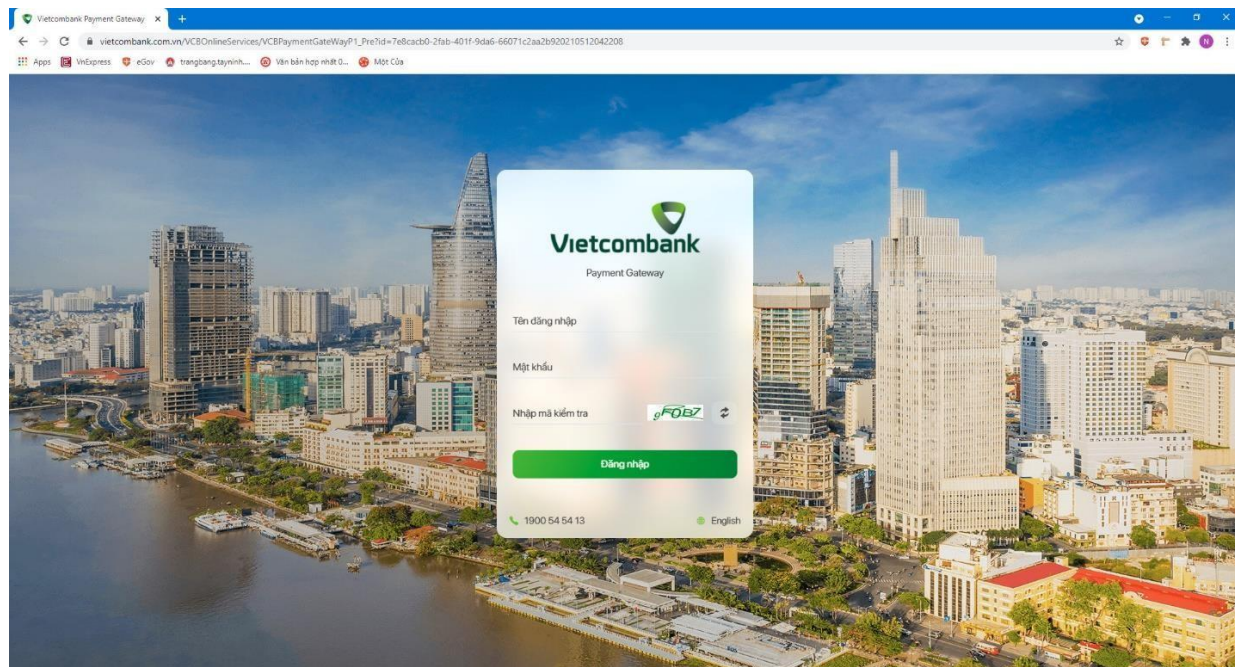 Vietcombank Payment Gateway
vietcombank.com.vn/VCBOnlineServices/VCBPaymentGateWayP1_Pre?id=7e8cacb0-2fab-401f-9da6-66071c2aa2b920210512042208
Apps VnExpress eGov trangbang.tayninh.... Văn bản hợp nhất 0... Một Cửa
N
Vietcombank
Payment Gateway
Tên đăng nhập
Mật khẩu
Nhập mã kiểm tra
Đăng nhập
1900 54 54 13 English